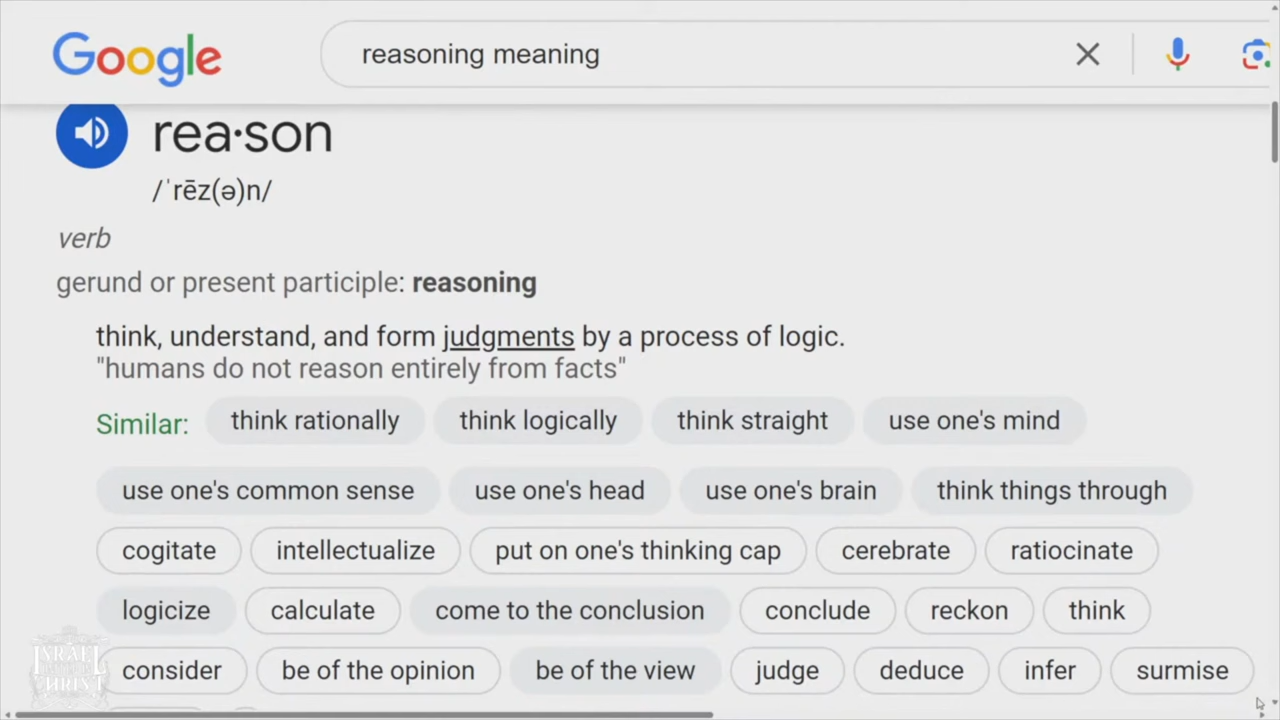 Google
reasoning meaning
rea·son
/ˈrēz(ə)n/
verb
gerund or present participle: reasoning
think, understand, and form judgments by a process of logic.
"humans do not reason entirely from facts"
Similar: think rationally think logically think straight use one's mind
use one's common sense use one's head use one's brain think things through
cogitate intellectualize put on one's thinking cap cerebrate ratiocinate
logicize calculate come to the conclusion conclude reckon think
consider be of the opinion be of the view judge deduce infer surmise
ISRAEL
CHRIST